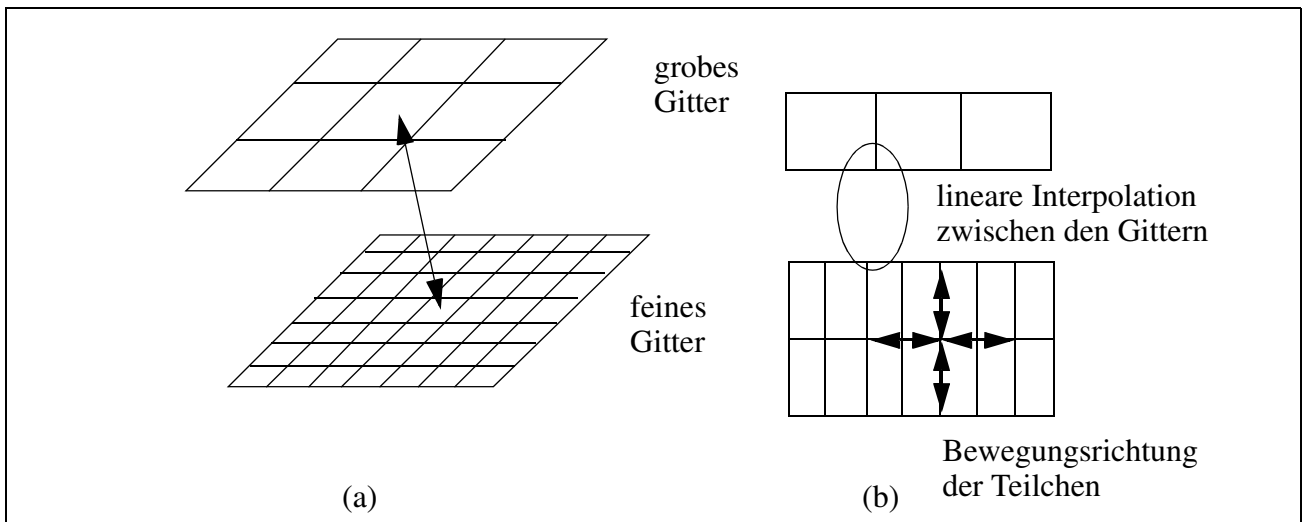 grobes
Gitter
feines
Gitter
(a)
lineare Interpolation
zwischen den Gittern
Bewegungsrichtung
der Teilchen
(b)